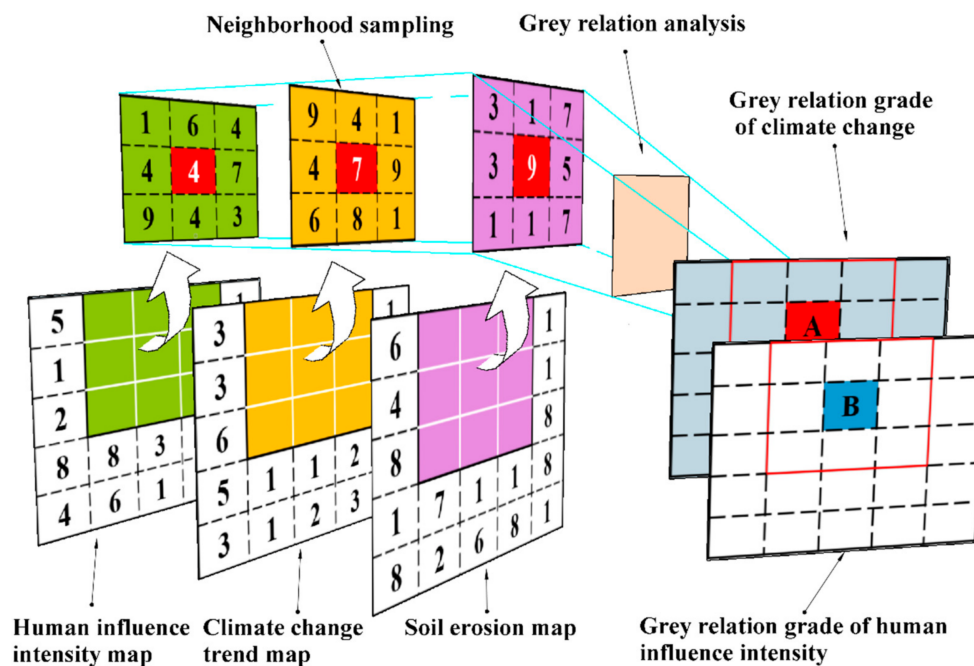 Neighborhood sampling
Grey relation analysis
Grey relation grade
of climate change
1 6 4
4 4 7
9 4 3
9 4 1
4 7 9
6 8 1
3 1 7
3 9 5
1 1 7
5 1
1
2
8 8 3
4 6 1
3 1
3
6
5 1 1 2
3 1 2 3
6 1
4 1
8 8
1 7 1 1 8
8 2 6 8 1
A
B
Human influence
intensity map
Climate change
trend map
Soil erosion map
Grey relation grade of human
influence intensity